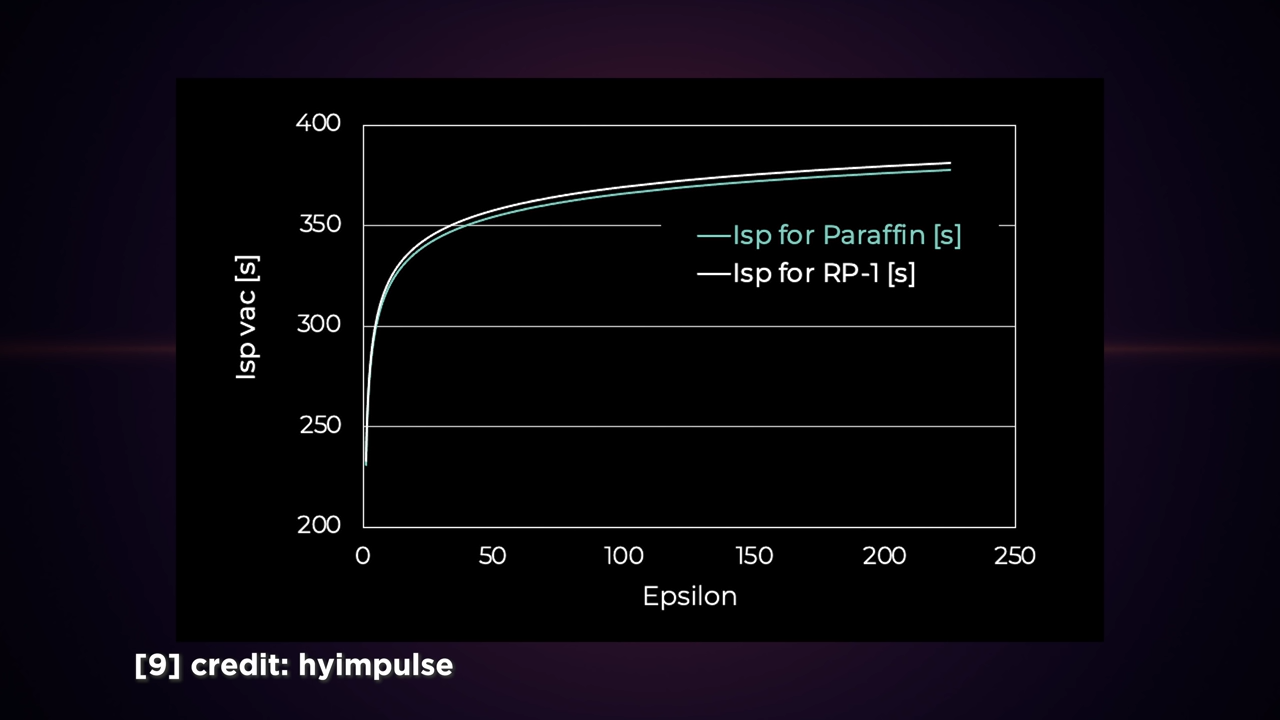 400
350
300
250
200
Isp vac [s]
Isp for Paraffin [s]
Isp for RP-1 [s]
0 50 100 150 200 250
Epsilon
[9] credit: hyimpulse